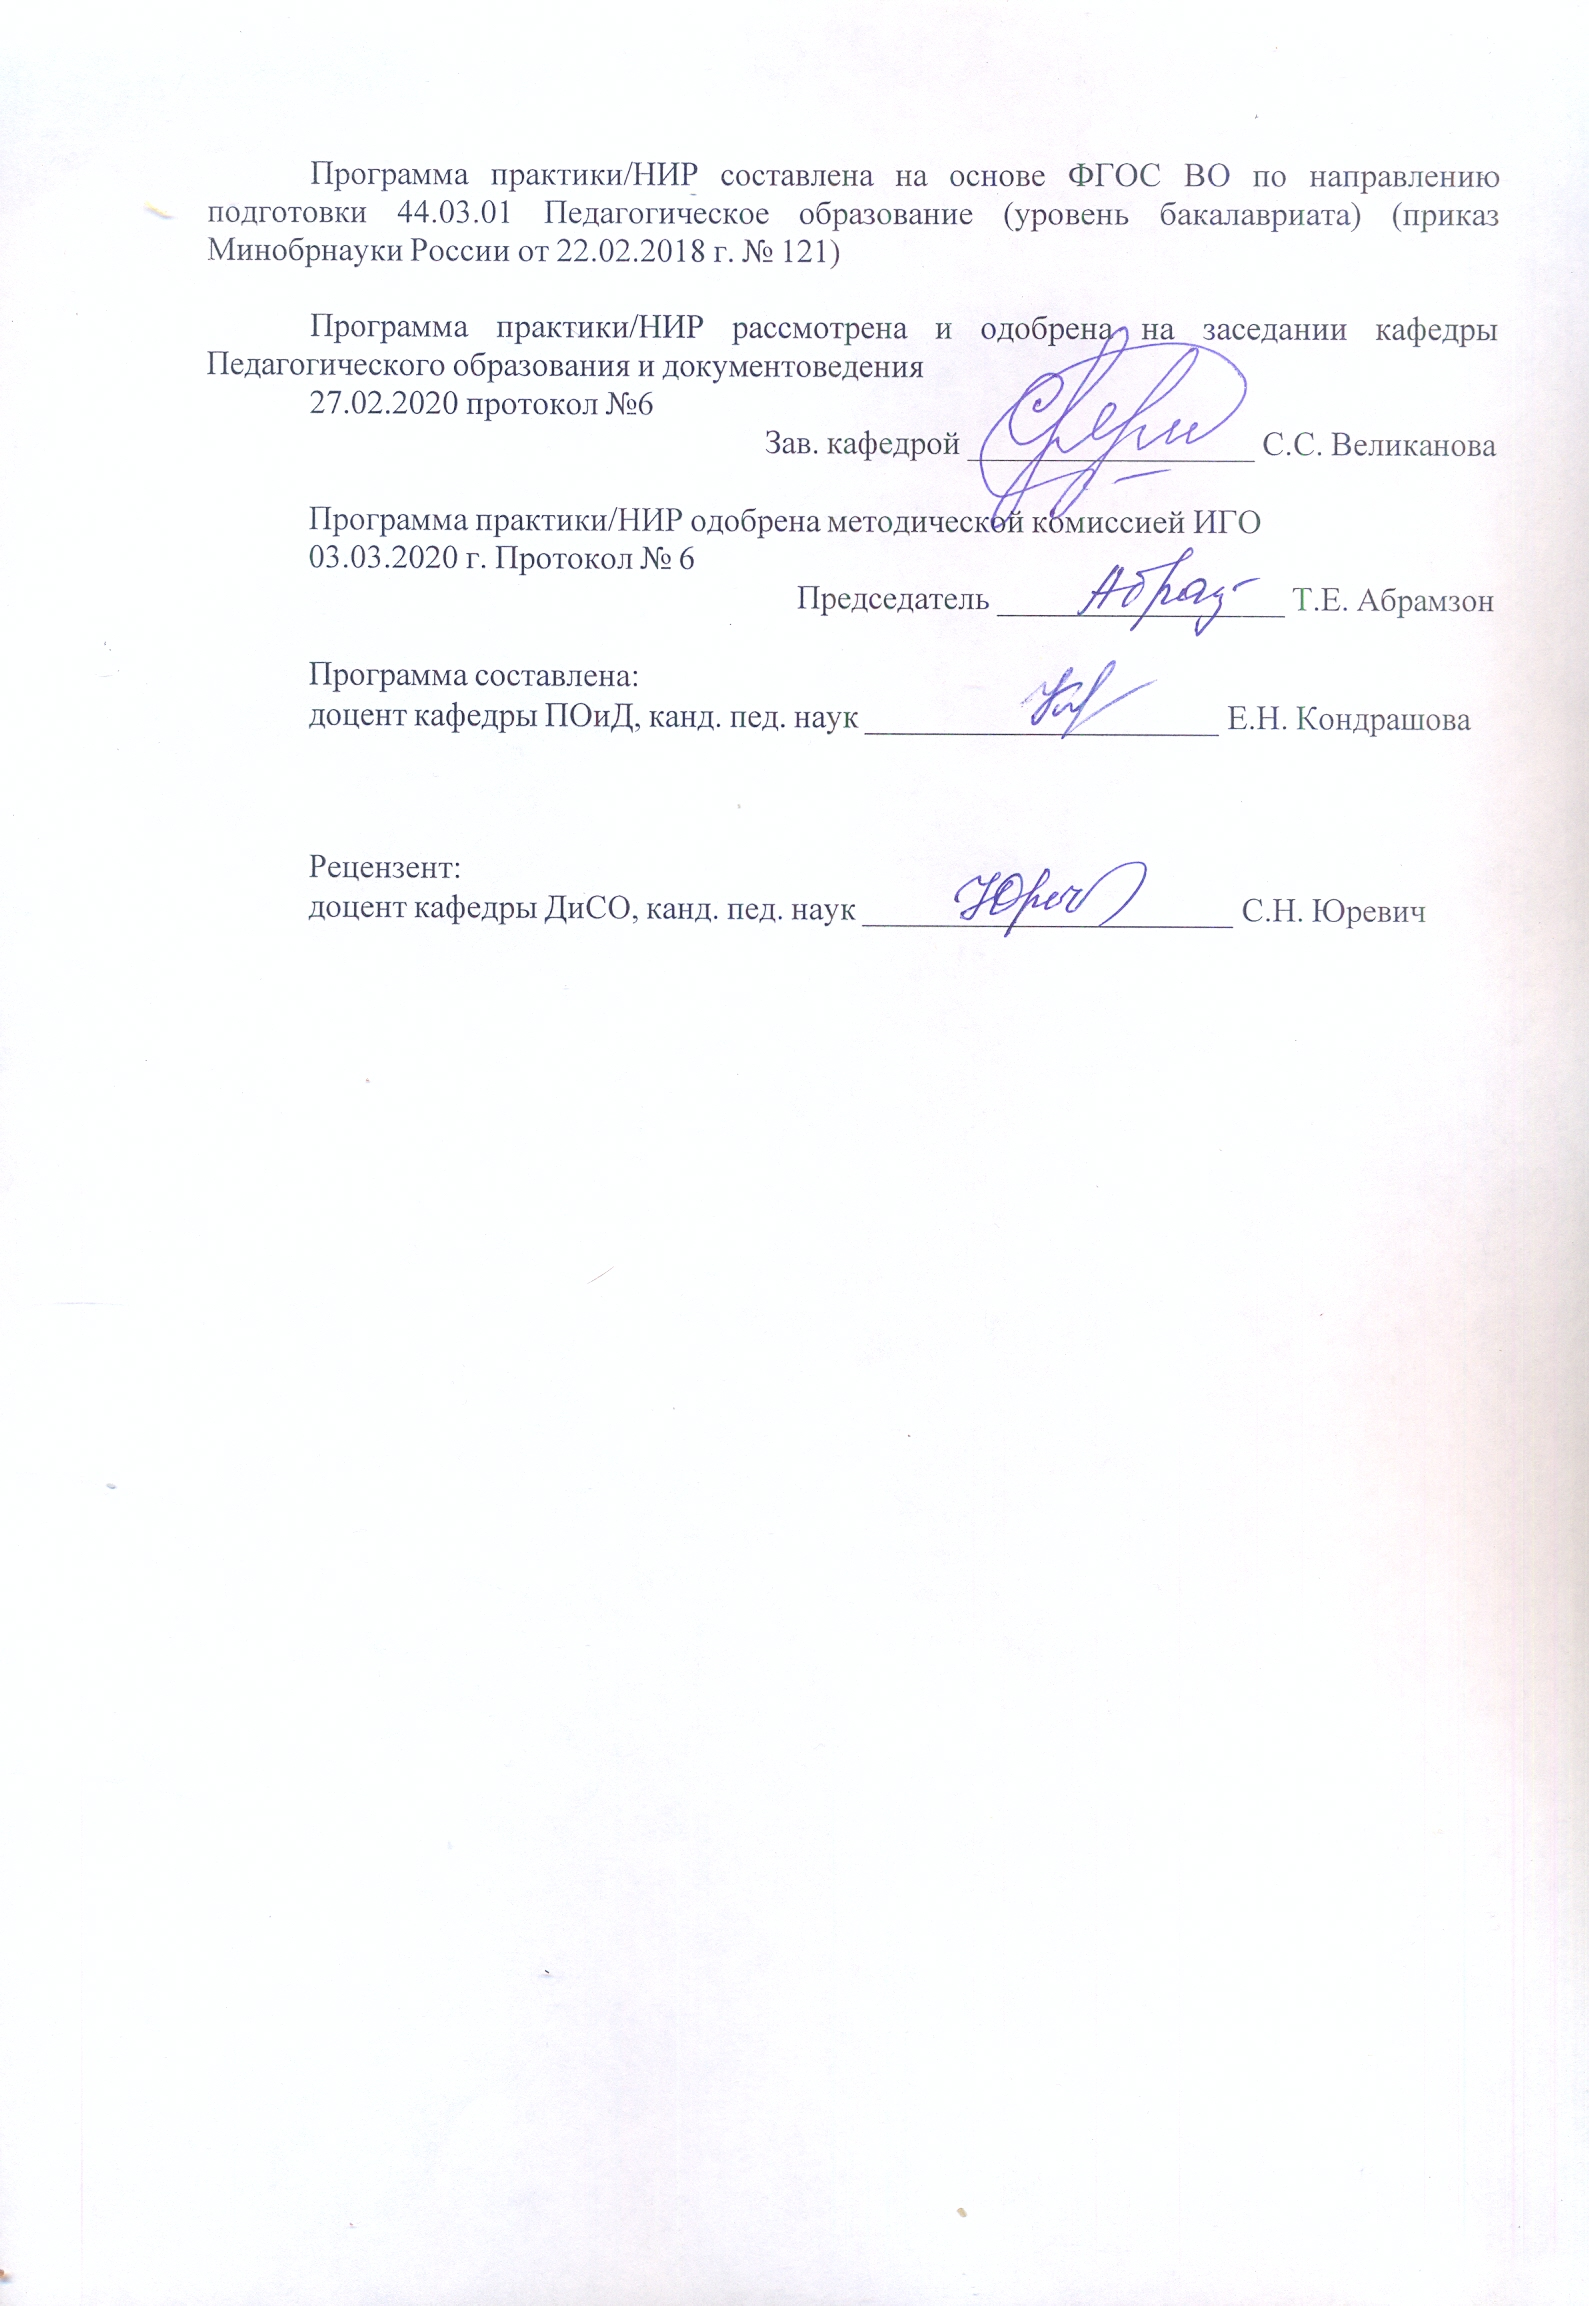 Программа практики/НИР составлена на основе ФГОС ВО по направлению
подготовки 44.03.01 Педагогическое образование (уровень бакалавриата) (приказ
Минобрнауки России от 22.02.2018 г. № 121)
Программа практики/НИР рассмотрена и одобрена на заседании кафедры
Педагогического образования и документоведения
27.02.2020 протокол №6
Зав. кафедрой _________________ С.С. Великанова
Программа практики/НИР одобрена методической комиссией ИГО
03.03.2020 г. Протокол № 6
Председатель _________________ Т.Е. Абрамзон
Программа составлена:
доцент кафедры ПОиД, канд. пед. наук _____________________ Е.Н. Кондрашова
Рецензент:
доцент кафедры ДиСО, канд. пед. наук ______________________ С.Н. Юревич